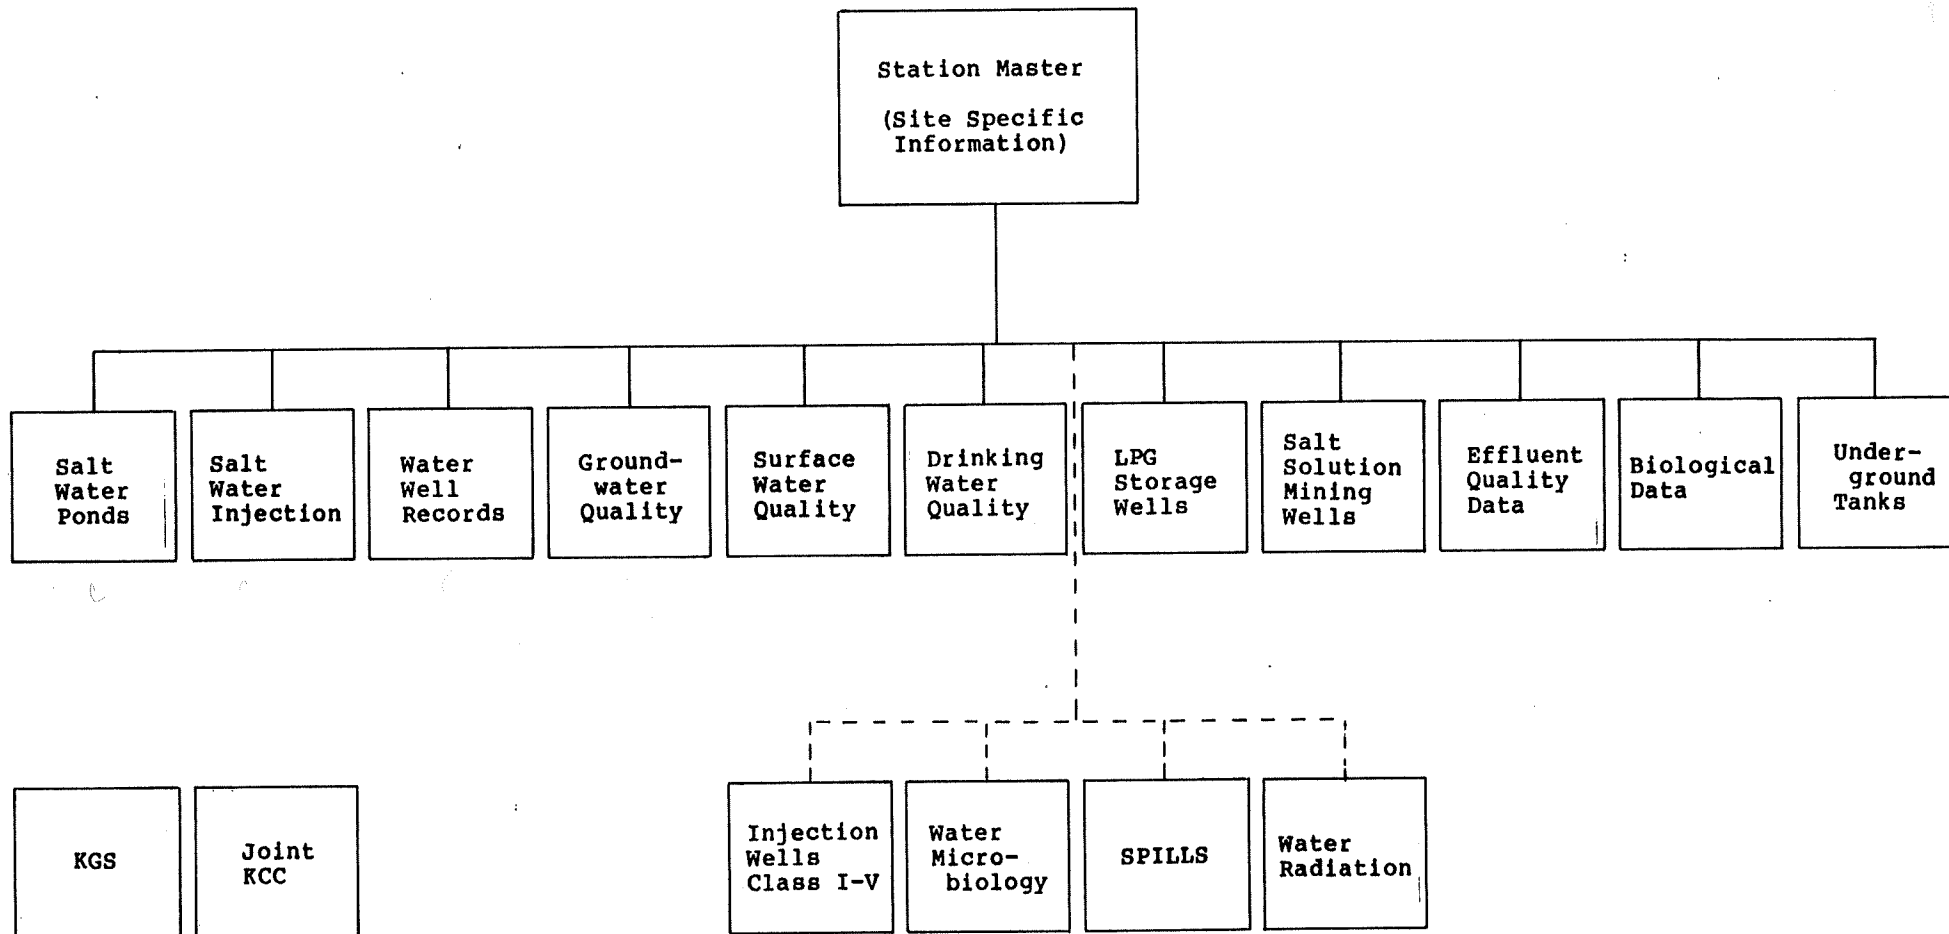 Station Master
(Site Specific
Information)
Salt
Water
Ponds
Salt
Water
Injection
Water
Well
Records
Ground-
water
Quality
Surface
Water
Quality
Drinking
Water
Quality
LPG
Storage
Wells
Salt
Solution
Mining
Wells
Effluent
Quality
Data
Biological
Data
Under-
ground
Tanks
KGS
Joint
KCC
Injection
Wells
Class I-V
Water
Micro-
biology
SPILLS
Water
Radiation